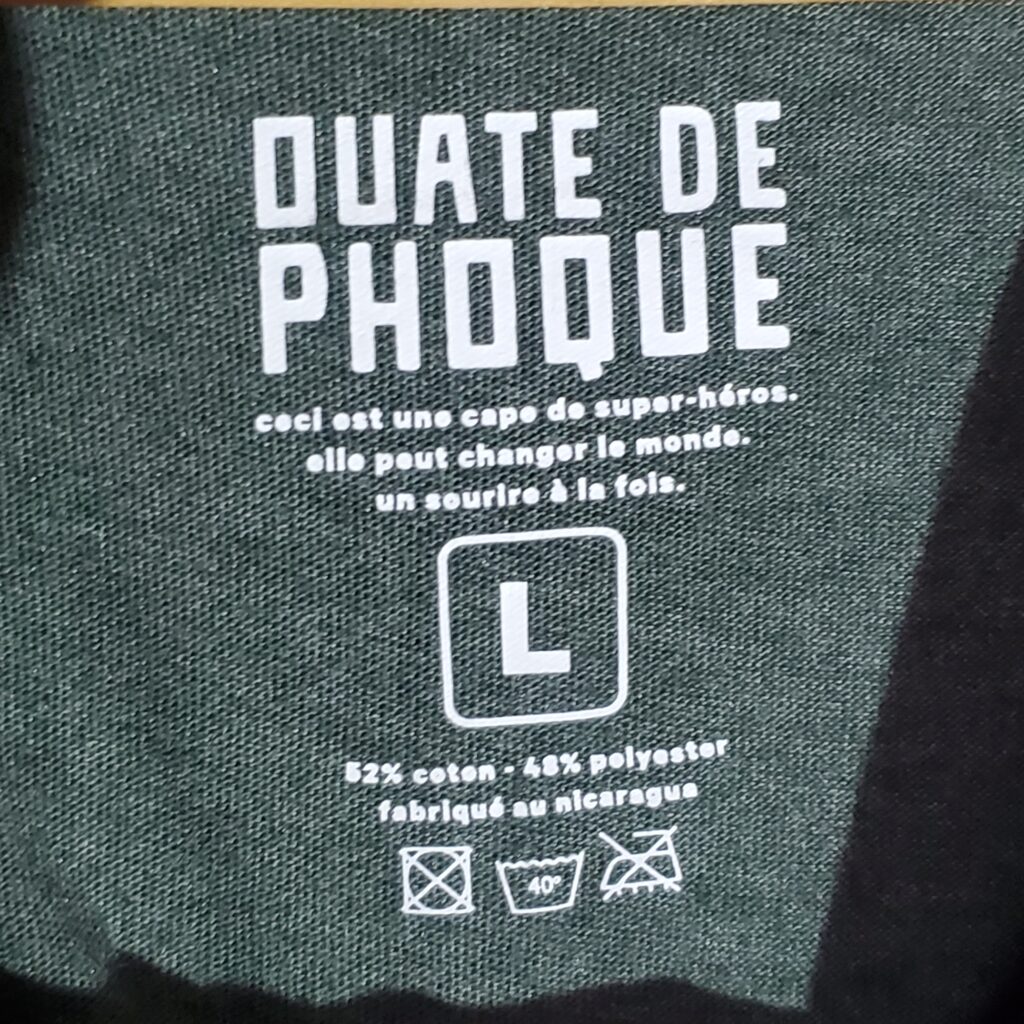 OUATE DE
PHOQUE
ceci est une cape de super-héros.
elle peut changer le monde.
un sourire à la fois.
L
52% coton - 48% polyester
fabriqué au nicaragua
40°